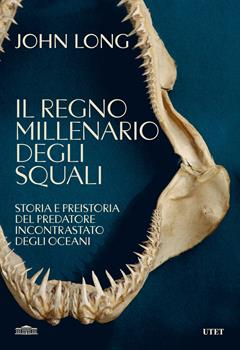 JOHN LONG
IL REGNO
MILLENARIO
DEGLI
SQUALI
STORIA E PREISTORIA
DEL PREDATORE
INCONTRASTATO
DEGLI OCEANI
UTET